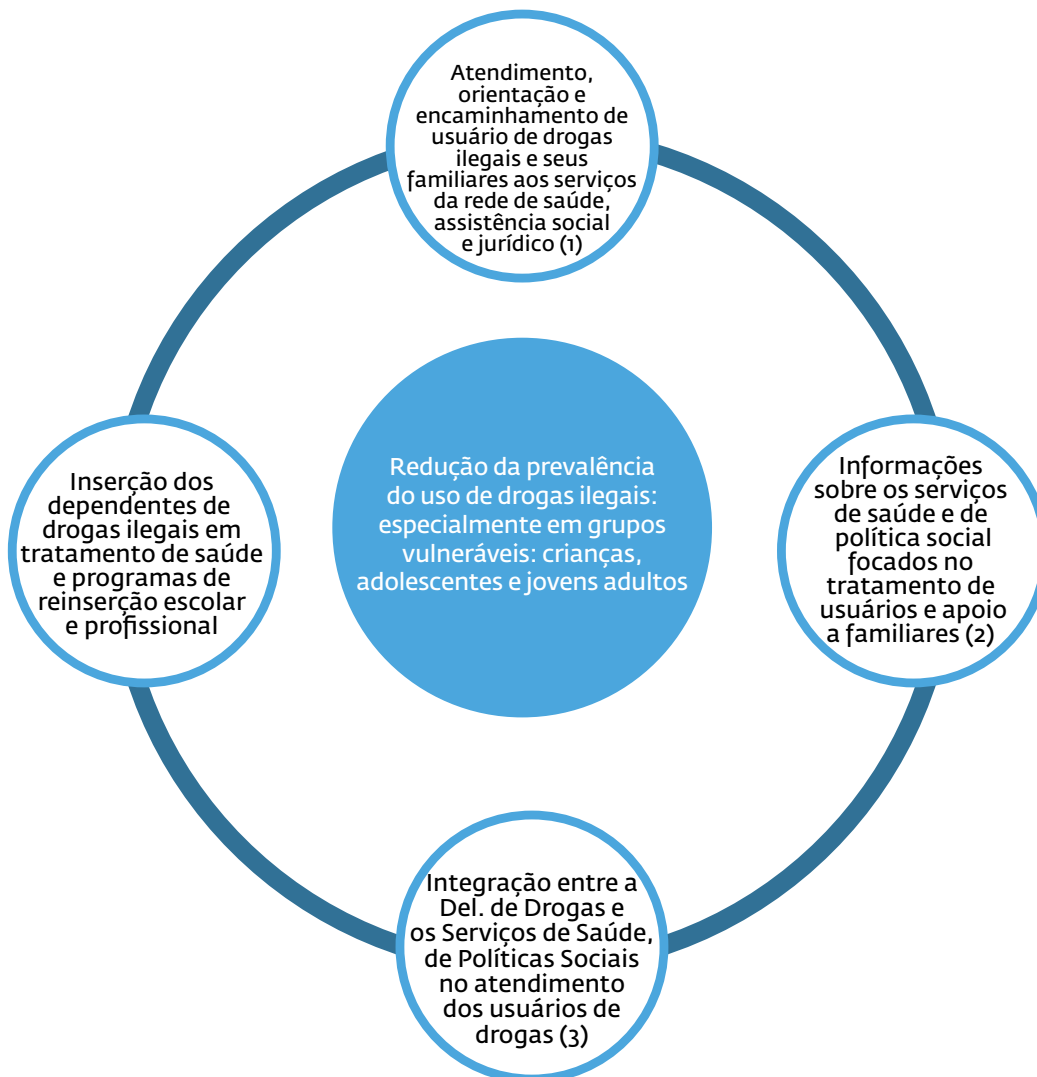 Atendimento,
orientação e
encaminhamento de
usuário de drogas
ilegais e seus
familiares aos serviços
da rede de saúde,
assistência social
e jurídico (1)
Redução da prevalência
do uso de drogas ilegais:
especialmente em grupos
vulneráveis: crianças,
adolescentes e jovens adultos
Inserção dos
dependentes de
drogas ilegais em
tratamento de saúde
e programas de
reinserção escolar
e profissional
Informações
sobre os serviços
de saúde e de
política social
focados no
tratamento de
usuários e apoio
a familiares (2)
Integração entre a
Del. de Drogas e
os Serviços de Saúde,
de Políticas Sociais
no atendimento
dos usuários de
drogas (3)